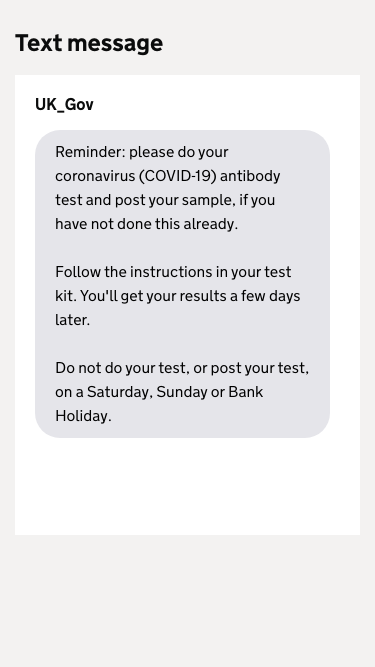 Text message
UK_Gov
Reminder: please do your
coronavirus (COVID-19) antibody
test and post your sample, if you
have not done this already.
Follow the instructions in your test
kit. You'll get your results a few days
later.
Do not do your test, or post your test,
on a Saturday, Sunday or Bank
Holiday.